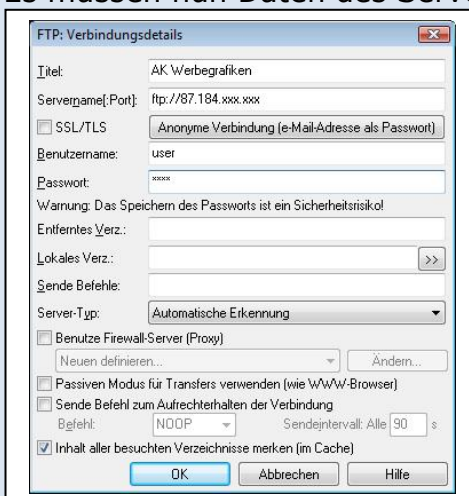 Es müssen nun Daten des Serv
FTP: Verbindungsdetails
Titel: AK Werbegrafiken
Servername[:Port]: ftp://87.184.xxx.xxx
SSL/TLS Anonyme Verbindung (e-Mail-Adresse als Passwort)
Benutzername: user
Passwort: ****
Warnung: Das Speichern des Passworts ist ein Sicherheitsrisiko!
Entferntes Verz.:
Lokales Verz.: >>
Sende Befehle:
Server-Typ: Automatische Erkennung
Benutze Firewall-Server (Proxy)
Neuen definieren... Ändern...
Passiven Modus für Transfers verwenden (wie WWW-Browser)
Sende Befehl zum Aufrechterhalten der Verbindung
Befehl: NOOP Sendejntervall: Alle 90 s
Inhalt aller besuchten Verzeichnisse merken (im Cache)
OK Abbrechen Hilfe